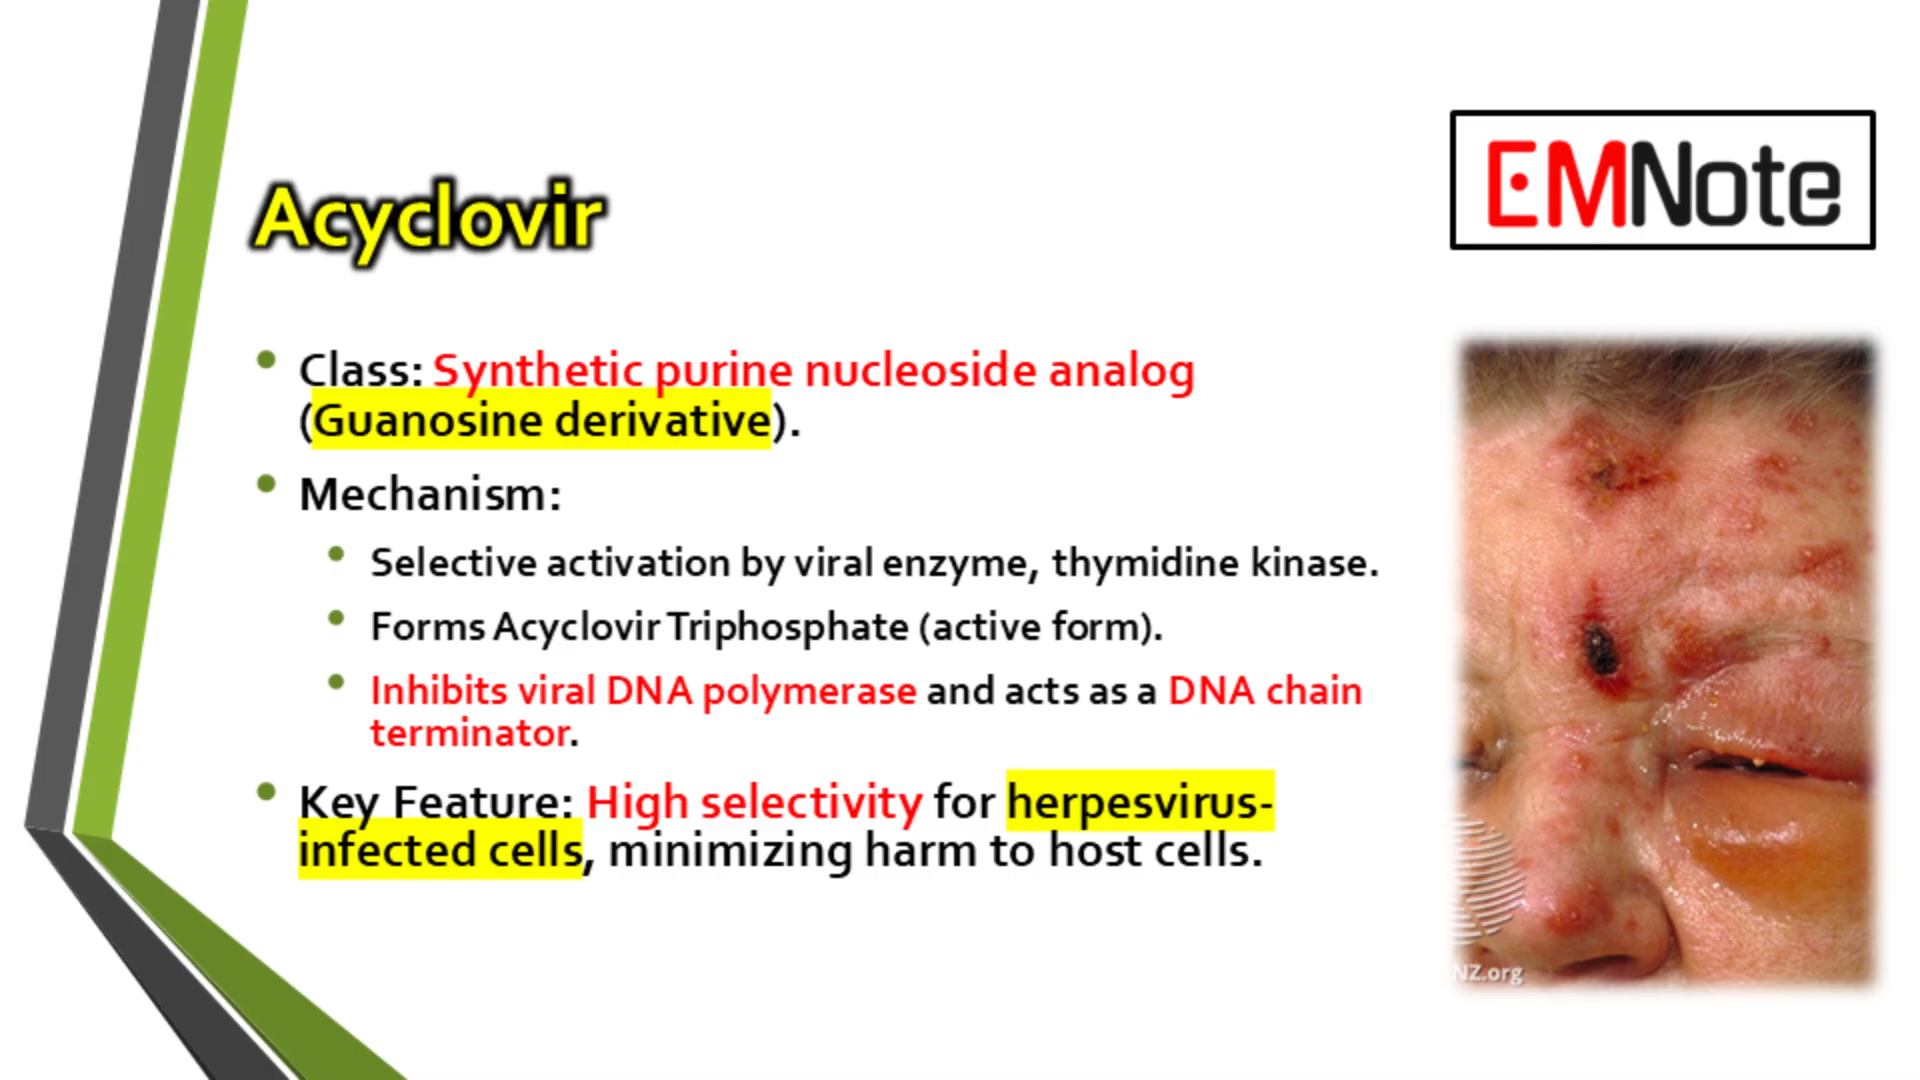 EMNote
Acyclovir
• Class: Synthetic purine nucleoside analog
(Guanosine derivative).
• Mechanism:
• Selective activation by viral enzyme, thymidine kinase.
• Forms Acyclovir Triphosphate (active form).
• Inhibits viral DNA polymerase and acts as a DNA chain
terminator.
• Key Feature: High selectivity for herpesvirus-
infected cells, minimizing harm to host cells.
NZ.org